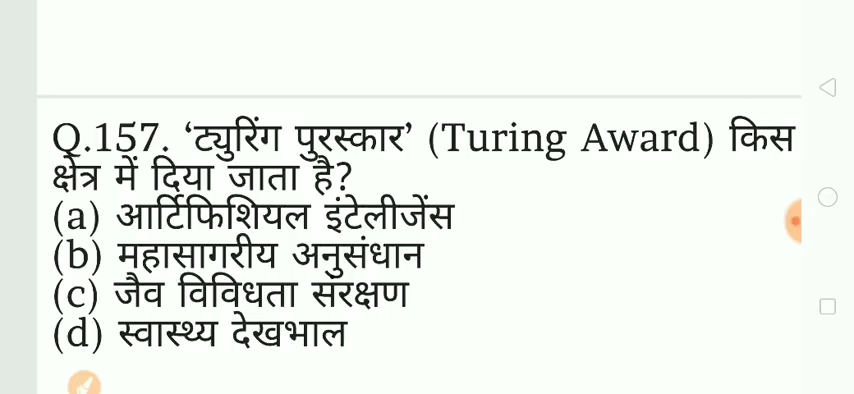 Q.157. ‘ट्युरिंग पुरस्कार’ (Turing Award) किस
क्षेत्र में दिया जाता है?
(a) आर्टिफिशियल इंटेलीजेंस
(b) महासागरीय अनुसंधान
(c) जैव विविधता संरक्षण
(d) स्वास्थ्य देखभाल